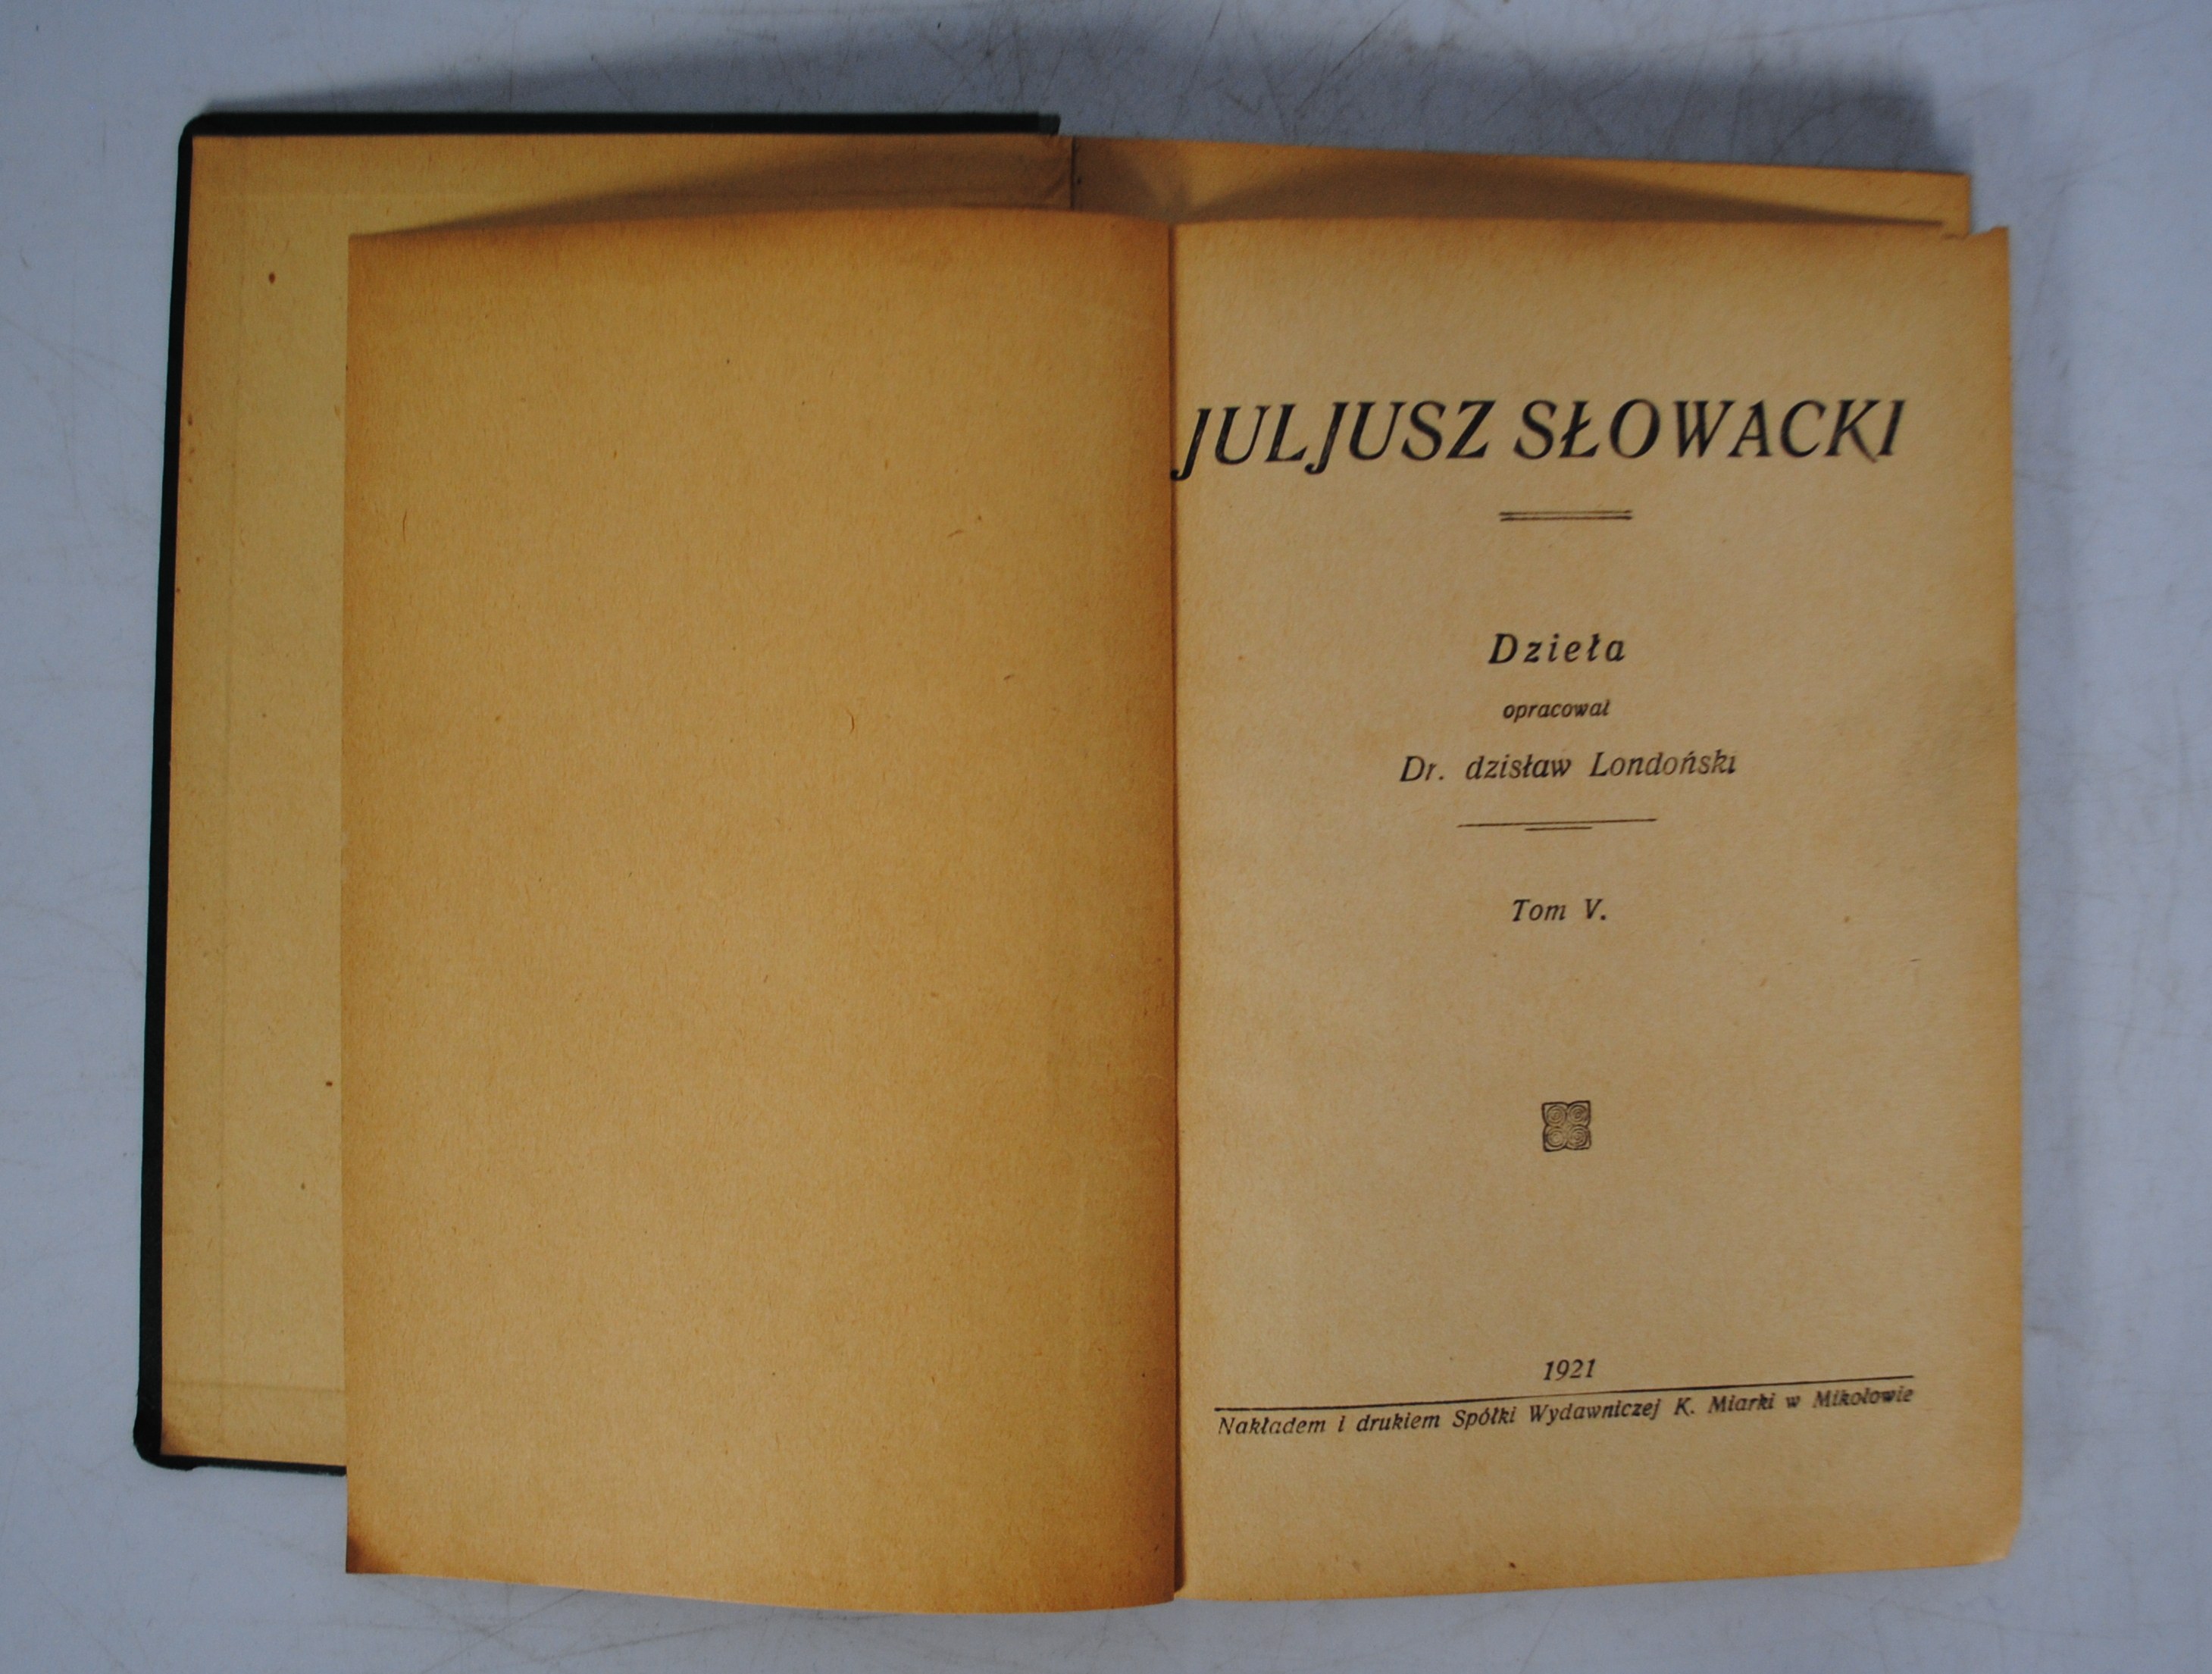 JULJUSZ SŁOWACKI
Dzieła
opracował
Dr. dzisław Londoński
Tom V.
1921
Nakładem i drukiem Spółki Wydawniczej K. Miarki w Mikołowie